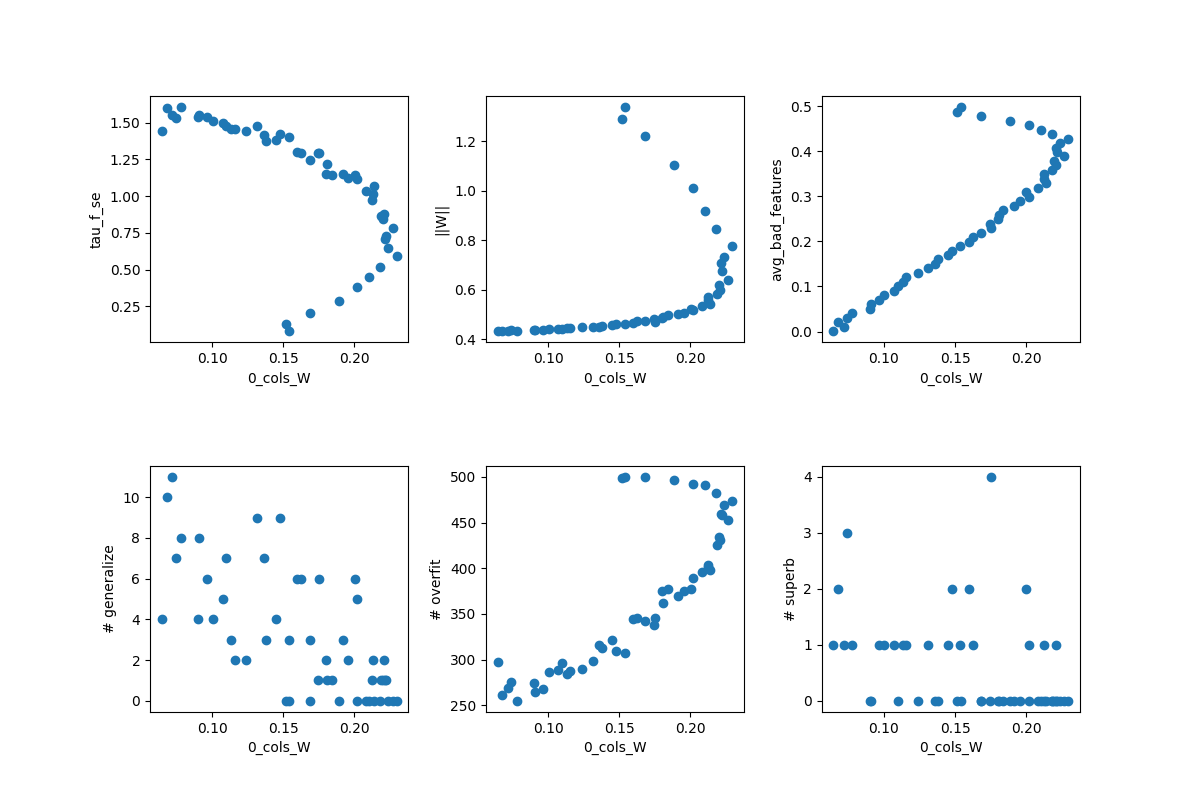 tau_f_se
1.50
1.25
1.00
0.75
0.50
0.25
0.10 0.15 0.20
0_cols_W
||W||
1.2
1.0
0.8
0.6
0.4
0.10 0.15 0.20
0_cols_W
avg_bad_features
0.5
0.4
0.3
0.2
0.1
0.0
0.10 0.15 0.20
0_cols_W
# generalize
10
8
6
4
2
0
0.10 0.15 0.20
0_cols_W
# overfit
500
450
400
350
300
250
0.10 0.15 0.20
0_cols_W
# superb
4
3
2
1
0
0.10 0.15 0.20
0_cols_W